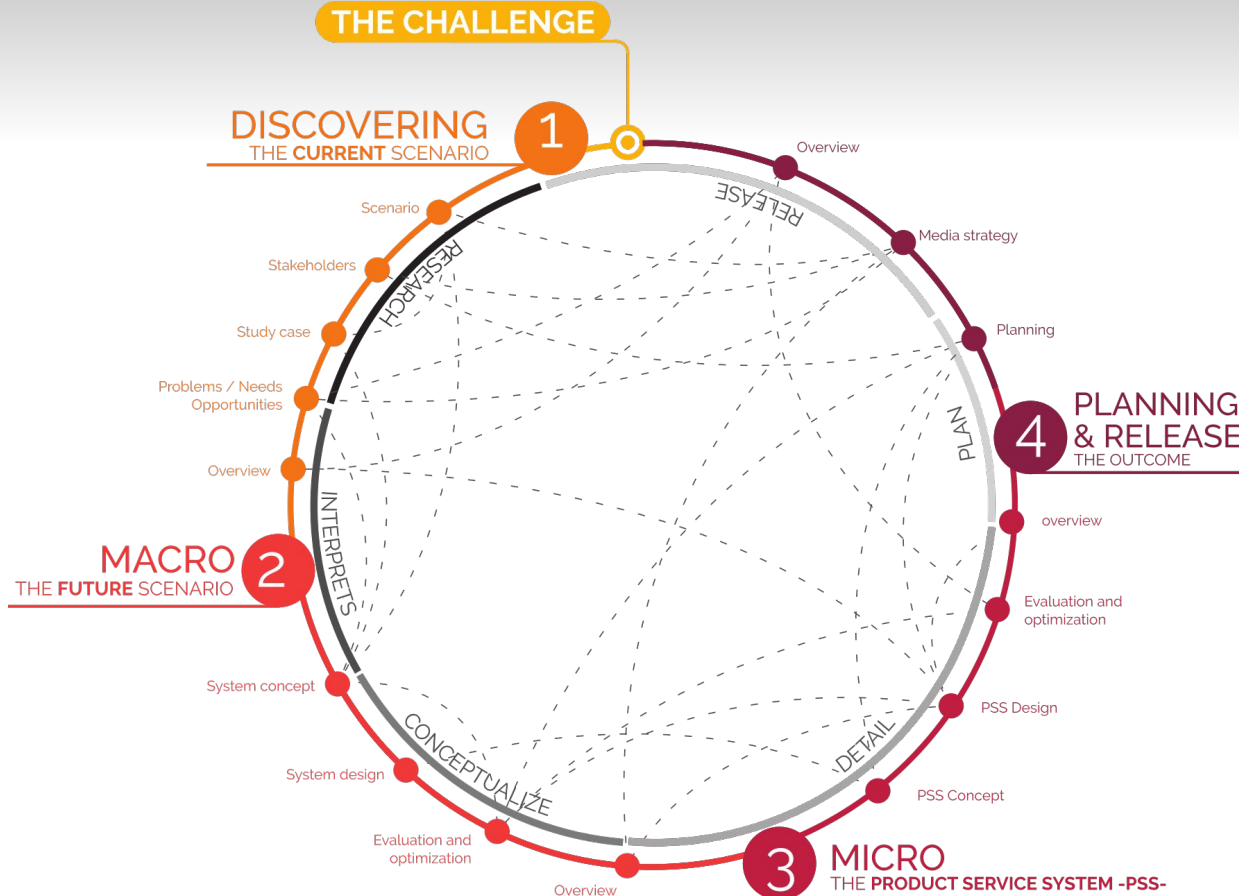 THE CHALLENGE
1
DISCOVERING
THE CURRENT SCENARIO
Scenario
Stakeholders
Study case
Problems / Needs
Opportunities
Overview
2
MACRO
THE FUTURE SCENARIO
System concept
System design
Evaluation and
optimization
Overview
3
MICRO
THE PRODUCT SERVICE SYSTEM -PSS-
PSS Concept
PSS Design
Evaluation and
optimization
overview
4
PLANNING
& RELEASE
THE OUTCOME
Planning
Media strategy
Overview
RESEARCH
INTERPRETS
CONCEPTUALIZE
DETAIL
PLAN
RELEASE